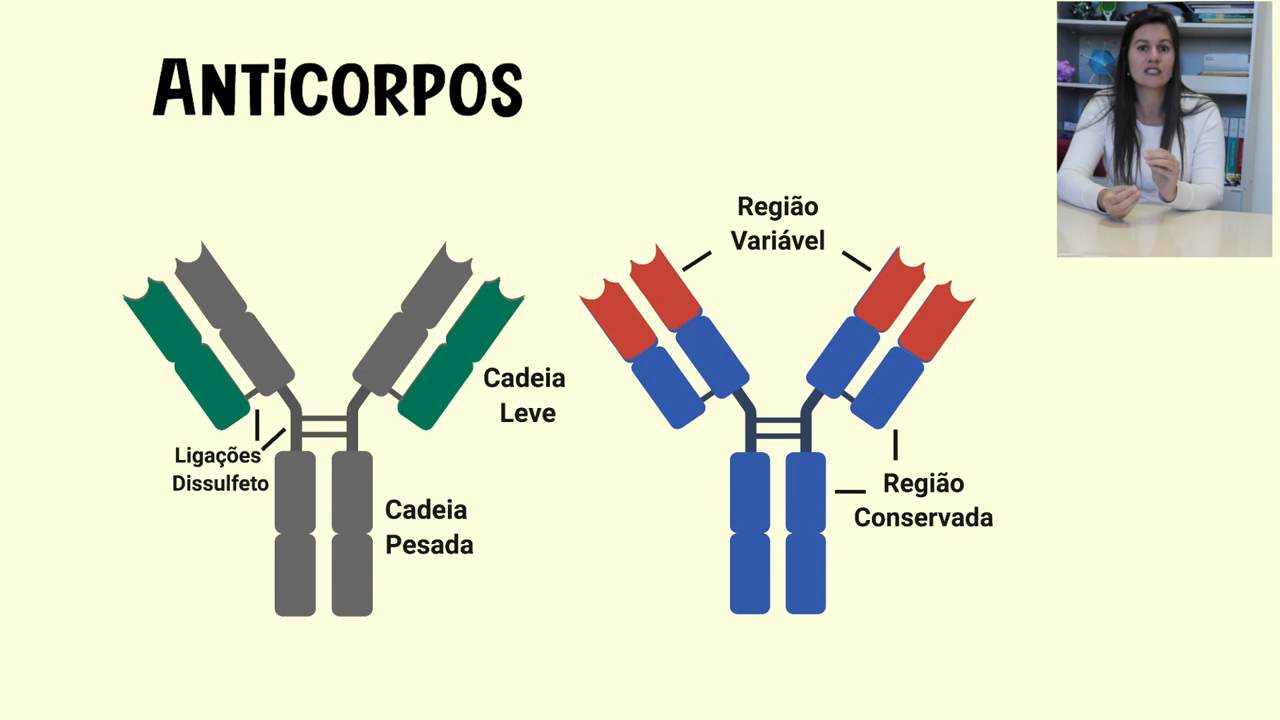 ANTiCORPOS
Região
Variável
Cadeia
Leve
Ligações
Dissulfeto
Cadeia
Pesada
Região
Conservada